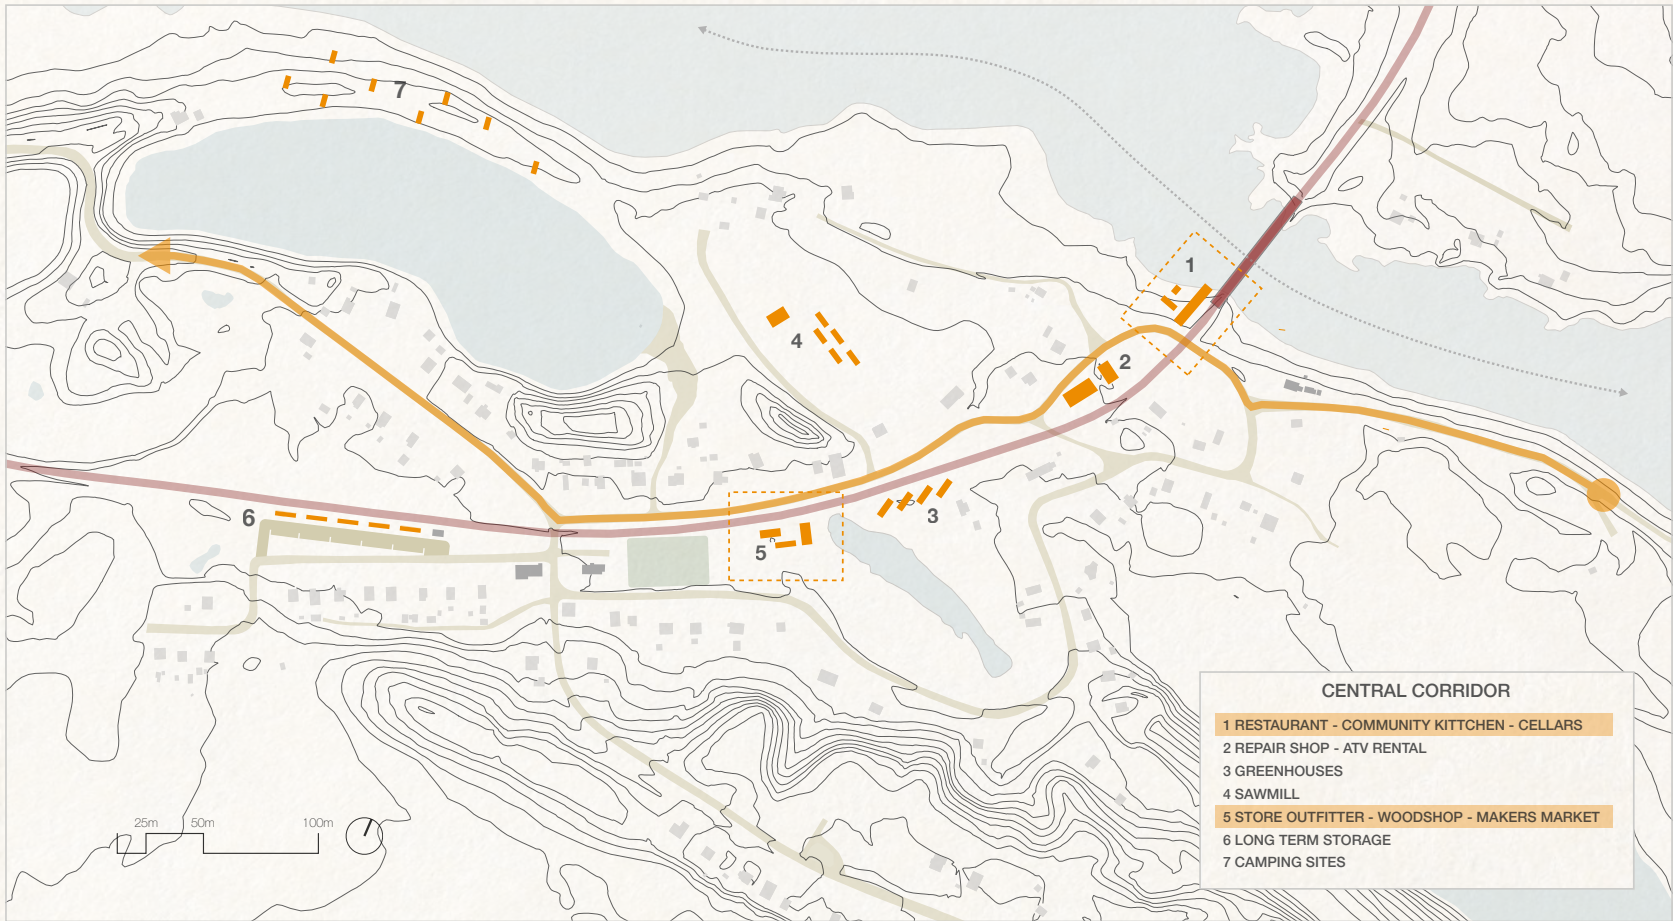 7
1
4
2
6
3
5
25m 50m 100m
CENTRAL CORRIDOR
1 RESTAURANT - COMMUNITY KITTCHEN - CELLARS
2 REPAIR SHOP - ATV RENTAL
3 GREENHOUSES
4 SAWMILL
5 STORE OUTFITTER - WOODSHOP - MAKERS MARKET
6 LONG TERM STORAGE
7 CAMPING SITES